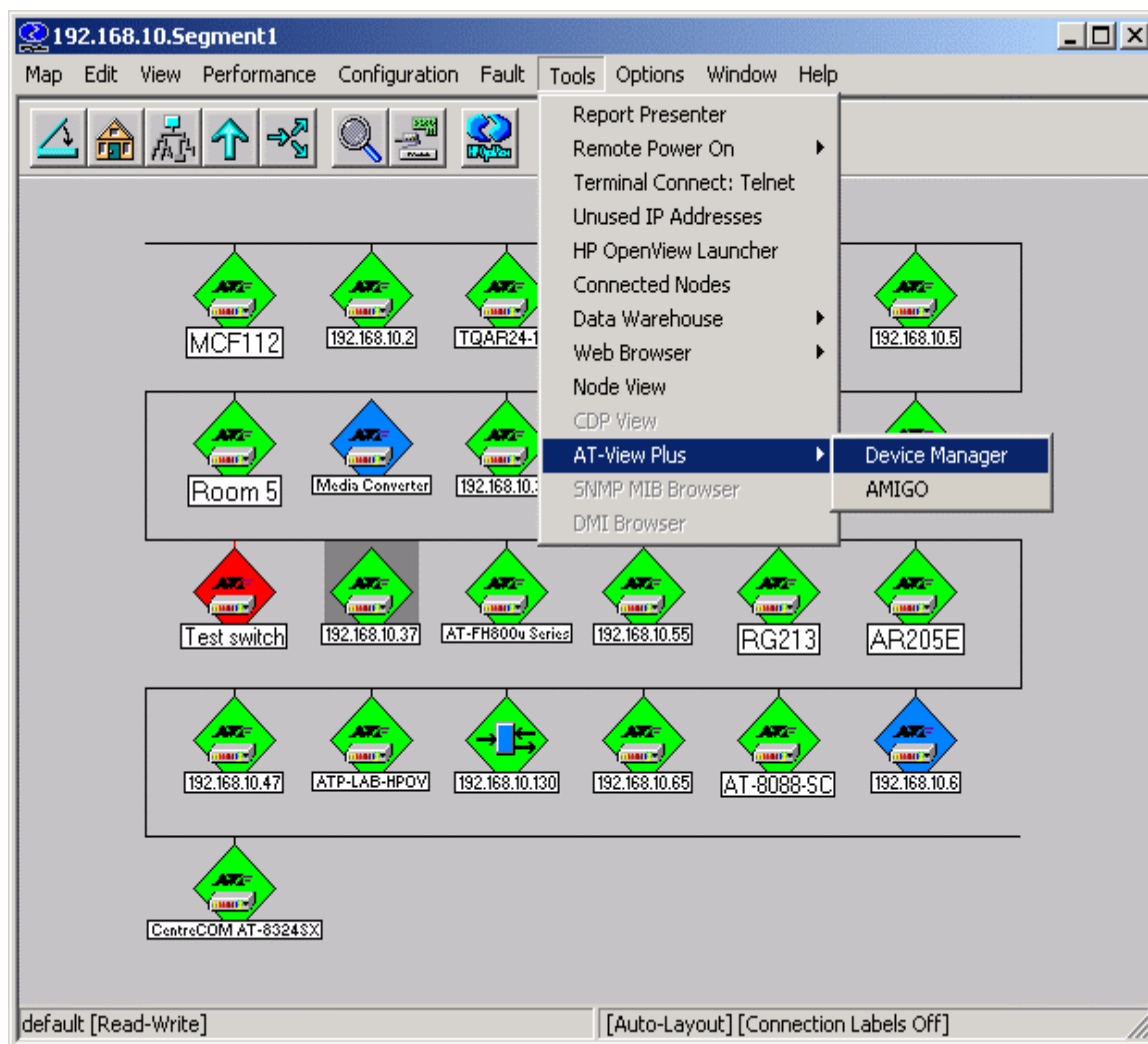 192.168.10.Segment1
Map Edit View Performance Configuration Fault Tools Options Window Help
Report Presenter
Remote Power On
Terminal Connect: Telnet
Unused IP Addresses
HP OpenView Launcher
Connected Nodes
Data Warehouse
Web Browser
Node View
CDP View
AT-View Plus
SNMP MIB Browser
DMI Browser
Device Manager
AMIGO
MCF112
192.168.10.2
TQAR24-1
192.168.10.5
Room 5
Media Converter
192.168.10.
Test switch
192.168.10.37
AT-FH800u Series
192.168.10.55
RG213
AR205E
192.168.10.47
ATP-LAB-HPOV
192.168.10.130
192.168.10.65
AT-8088-SC
192.168.10.6
CentreCOM AT-8324SX
default [Read-Write]
[Auto-Layout] [Connection Labels Off]